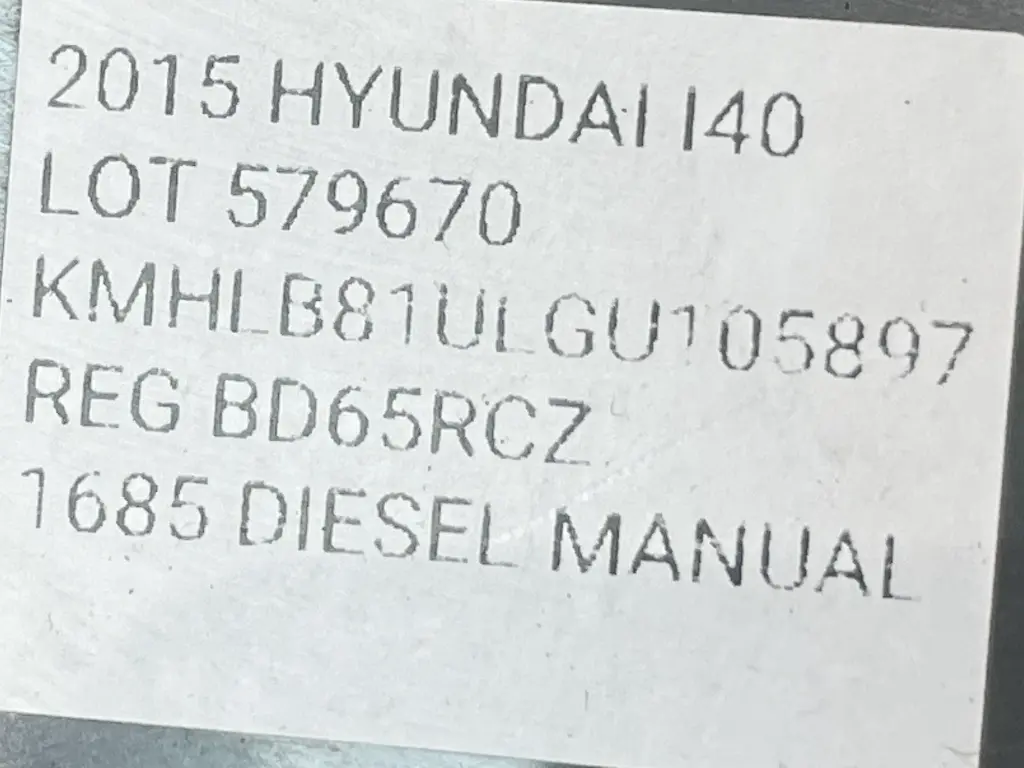 2015 HYUNDAI I40
LOT 579670
KMHLB81ULGU105897
REG BD65RCZ
1685 DIESEL MANUAL